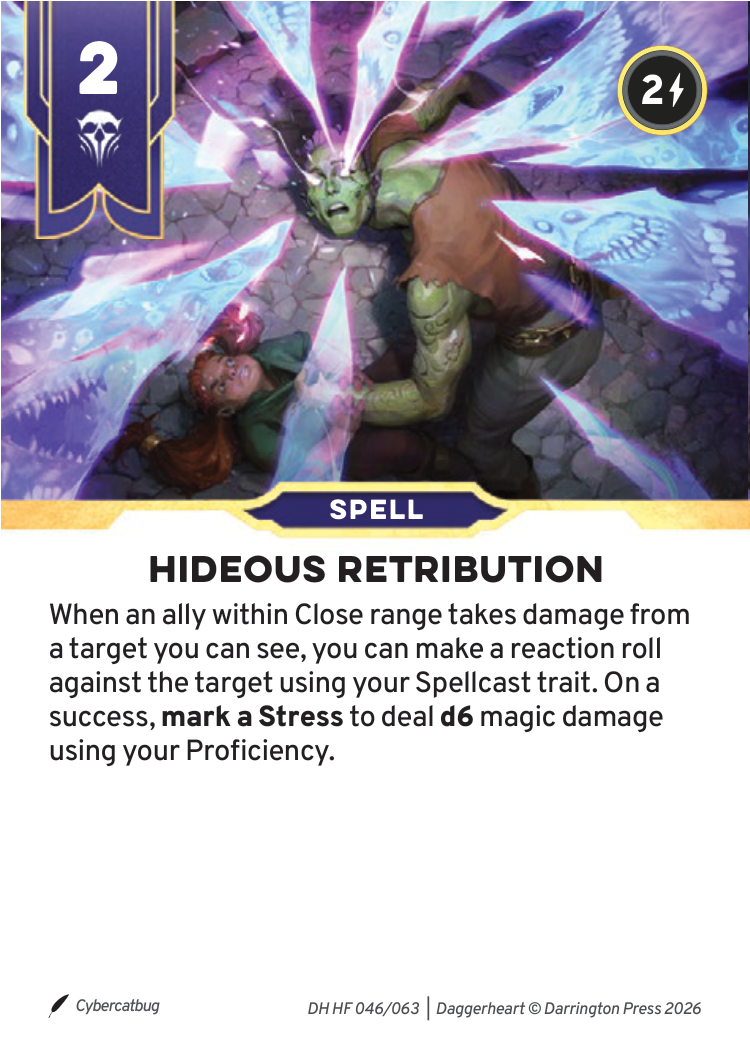 2
2
SPELL
HIDEOUS RETRIBUTION
When an ally within Close range takes damage from
a target you can see, you can make a reaction roll
against the target using your Spellcast trait. On a
success, mark a Stress to deal d6 magic damage
using your Proficiency.
Cybercatbug
DH HF 046/063 | Daggerheart © Darrington Press 2026